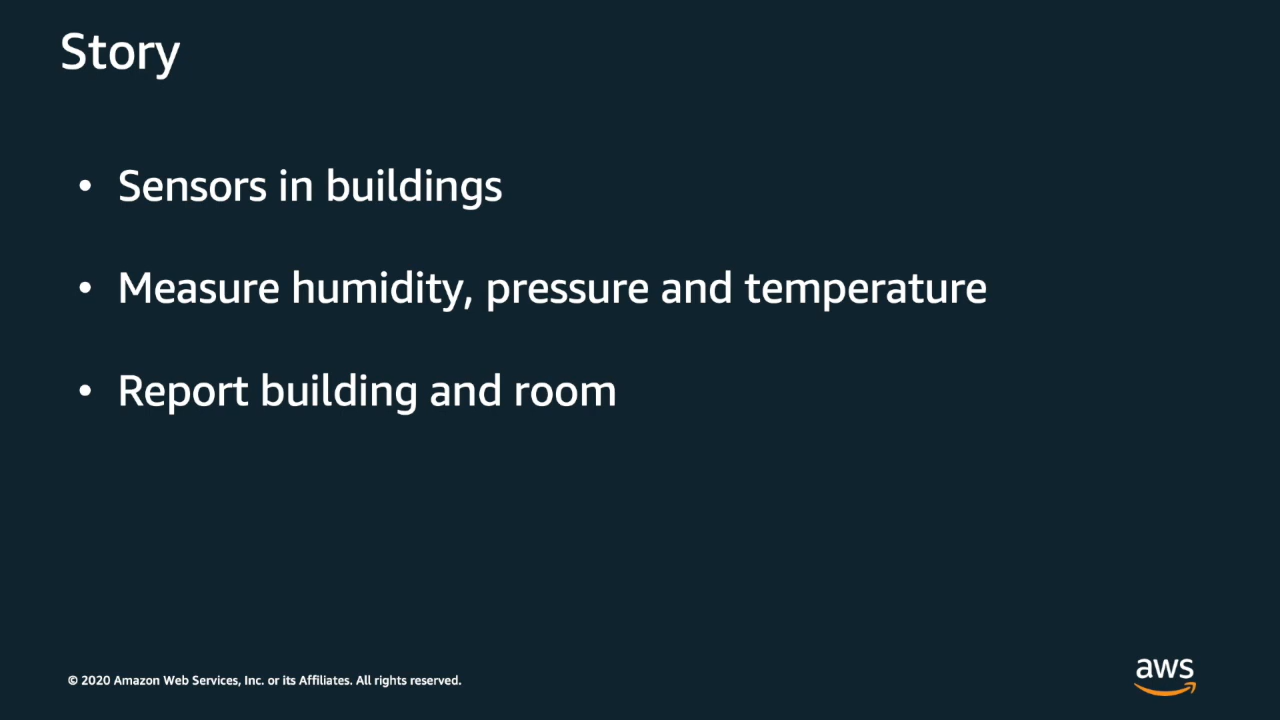 Story
• Sensors in buildings
• Measure humidity, pressure and temperature
• Report building and room
© 2020 Amazon Web Services, Inc. or its Affiliates. All rights reserved.
aws